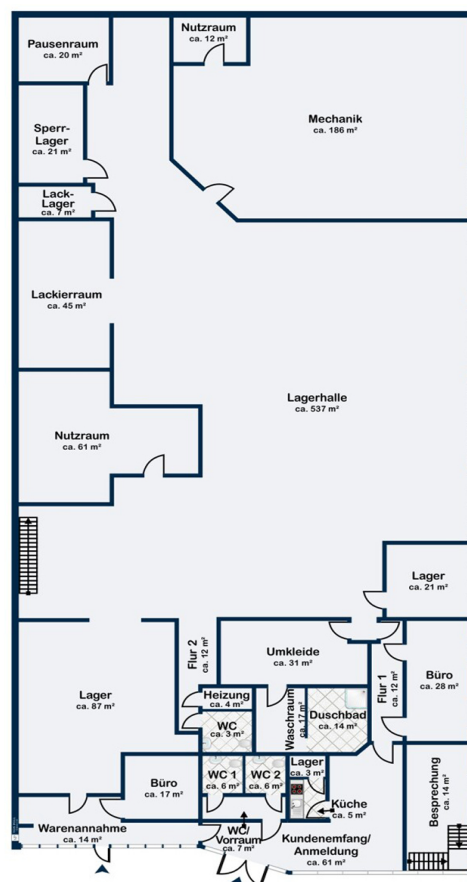 Pausenraum
ca. 20 m²
Nutzraum
ca. 12 m²
Mechanik
ca. 186 m²
Sperr-
Lager
ca. 21 m²
Lack-
Lager
ca. 7 m²
Lackierraum
ca. 45 m²
Lagerhalle
ca. 537 m²
Nutzraum
ca. 61 m²
Lager
ca. 21 m²
Flur 2
ca. 12 m²
Umkleide
ca. 31 m²
Flur 1
ca. 12 m²
Büro
ca. 28 m²
Lager
ca. 87 m²
Heizung
ca. 4 m²
WC
ca. 3 m²
Waschraum
ca. 17 m²
Duschbad
ca. 14 m²
Büro
ca. 17 m²
WC 1
ca. 6 m²
WC 2
ca. 6 m²
Lager
ca. 3 m²
Küche
ca. 5 m²
Besprechung
ca. 14 m²
Warenannahme
ca. 14 m²
WC/
Vorraum
ca. 7 m²
Kundenemfang/
Anmeldung
ca. 61 m²